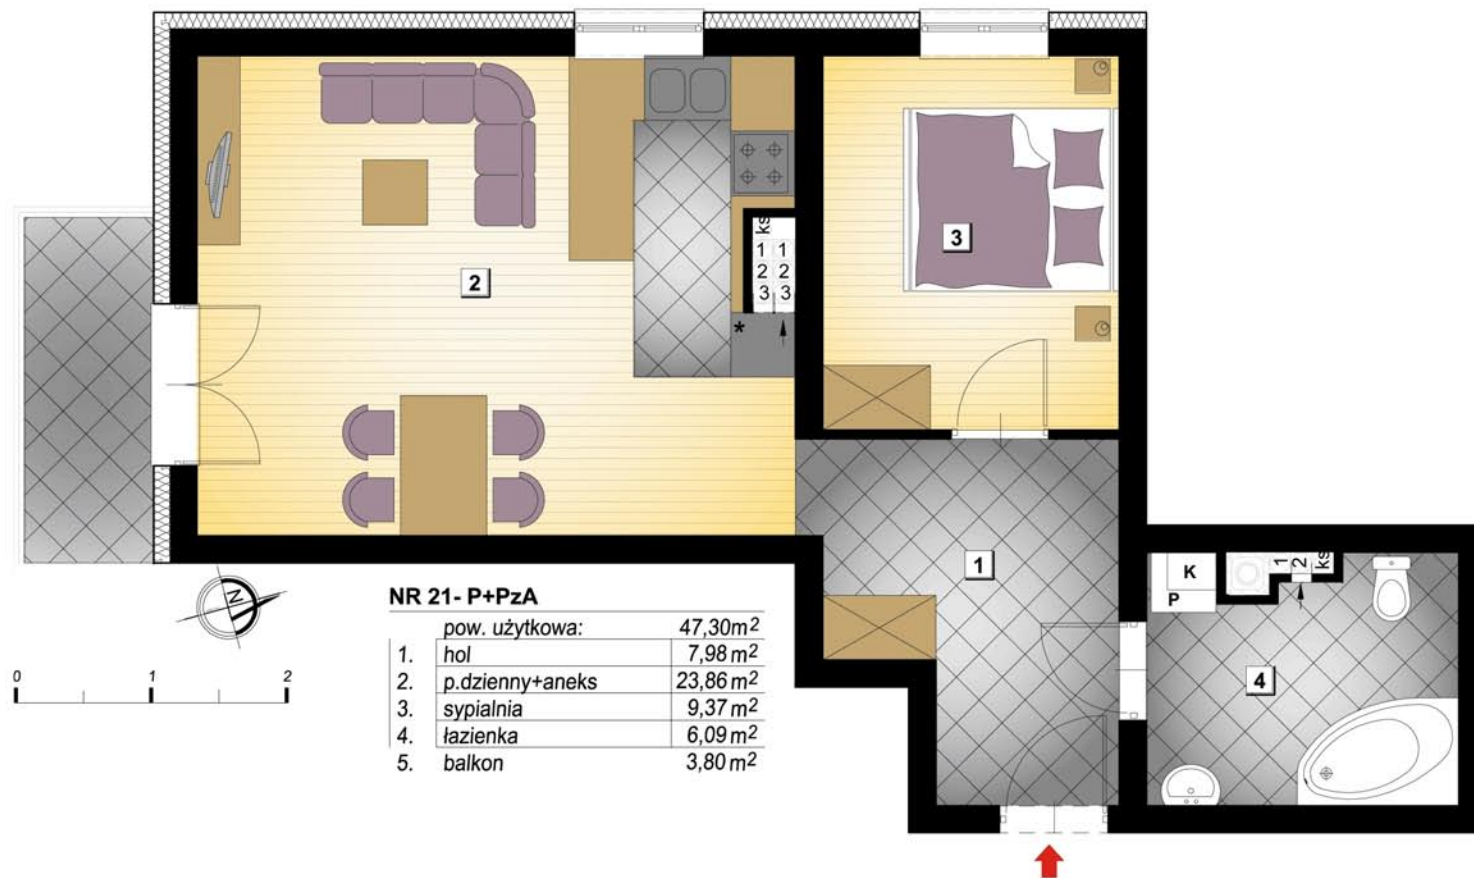 ks
1 1
2 2
3 3
*
3
2
1
K
P
1
2
ks
4
N
0 1 2
NR 21- P+PzA
pow. użytkowa: 47,30m2
1. hol 7,98 m2
2. p.dzienny+aneks 23,86 m2
3. sypialnia 9,37 m2
4. łazienka 6,09 m2
5. balkon 3,80 m2